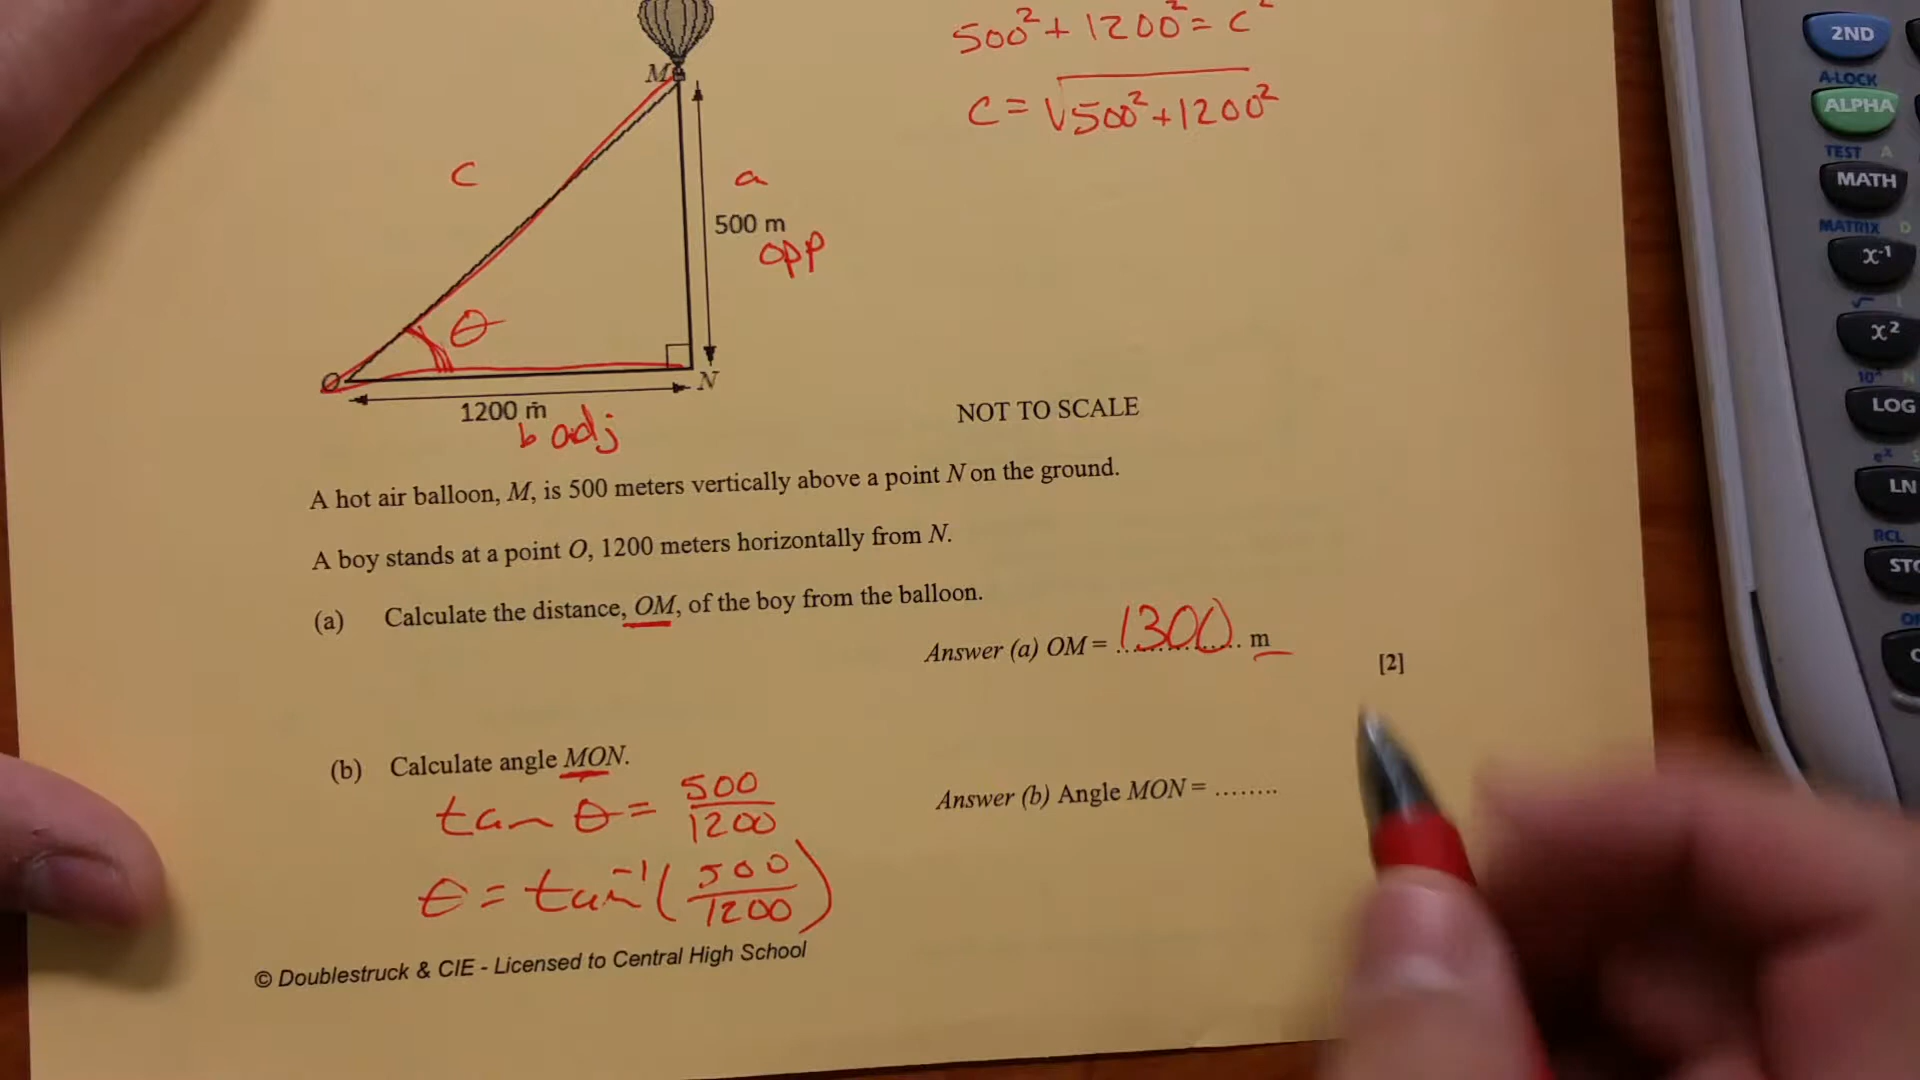 500² + 1200² = c²
c = √500² + 1200²
M
c
a
500 m
opp
θ
O
N
1200 m
b adj
NOT TO SCALE
A hot air balloon, M, is 500 meters vertically above a point N on the ground.
A boy stands at a point O, 1200 meters horizontally from N.
(a) Calculate the distance, OM, of the boy from the balloon.
Answer (a) OM = 1300 m
[2]
(b) Calculate angle MON.
tan θ = 500/1200
Answer (b) Angle MON = ........
θ = tan⁻¹(500/1200)
© Doublestruck & CIE - Licensed to Central High School
2ND
A-LOCK
ALPHA
TEST A
MATH
MATRIX D
x⁻¹
√
x²
10ˣ N
LOG
eˣ S
LN
RCL
STO